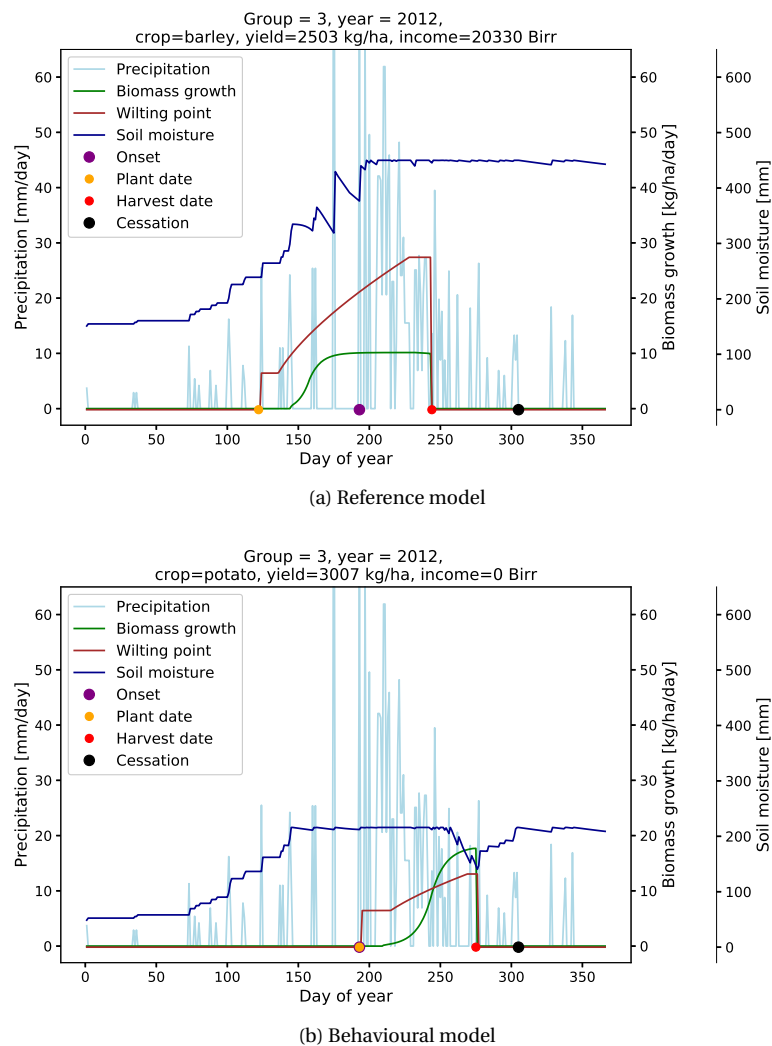 Group = 3, year = 2012,
crop=barley, yield=2503 kg/ha, income=20330 Birr
Precipitation
Biomass growth
Wilting point
Soil moisture
Onset
Plant date
Harvest date
Cessation
Precipitation [mm/day]
60
50
40
30
20
10
0
Biomass growth [kg/ha/day]
60
50
40
30
20
10
0
Soil moisture [mm]
600
500
400
300
200
100
0
0 50 100 150 200 250 300 350
Day of year
(a) Reference model
Group = 3, year = 2012,
crop=potato, yield=3007 kg/ha, income=0 Birr
Precipitation
Biomass growth
Wilting point
Soil moisture
Onset
Plant date
Harvest date
Cessation
Precipitation [mm/day]
60
50
40
30
20
10
0
Biomass growth [kg/ha/day]
60
50
40
30
20
10
0
Soil moisture [mm]
600
500
400
300
200
100
0
0 50 100 150 200 250 300 350
Day of year
(b) Behavioural model